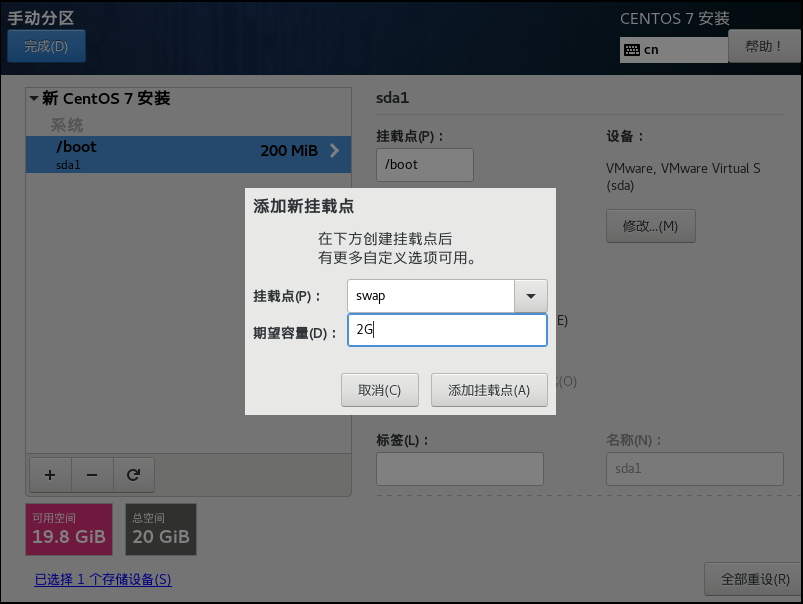 手动分区
CENTOS 7 安装
完成(D)
cn
帮助！
新 CentOS 7 安装
系统
/boot
200 MiB
sda1
sda1
挂载点(P)：
/boot
设备：
VMware, VMware Virtual S
(sda)
修改...(M)
添加新挂载点
在下方创建挂载点后
有更多自定义选项可用。
挂载点(P)：
swap
期望容量(D)：
2G
取消(C)
添加挂载点(A)
E)
(O)
标签(L)：
名称(N)：
sda1
可用空间
19.8 GiB
总空间
20 GiB
已选择 1 个存储设备(S)
全部重设(R)